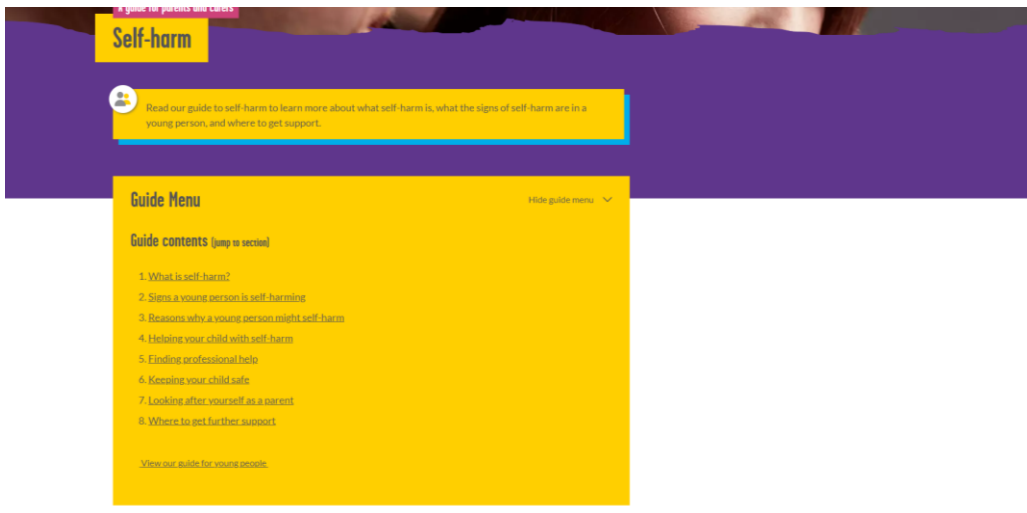 A guide for parents and carers
Self-harm
Read our guide to self-harm to learn more about what self-harm is, what the signs of self-harm are in a
young person, and where to get support.
Guide Menu
Hide guide menu
Guide contents (jump to section)
1. What is self-harm?
2. Signs a young person is self-harming
3. Reasons why a young person might self-harm
4. Helping your child with self-harm
5. Finding professional help
6. Keeping your child safe
7. Looking after yourself as a parent
8. Where to get further support
View our guide for young people